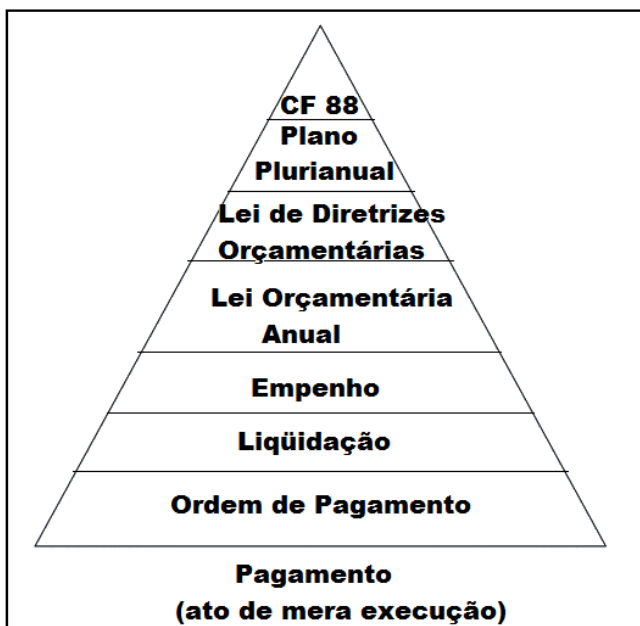 CF 88
Plano
Plurianual
Lei de Diretrizes
Orçamentárias
Lei Orçamentária
Anual
Empenho
Liqüidação
Ordem de Pagamento
Pagamento
(ato de mera execução)